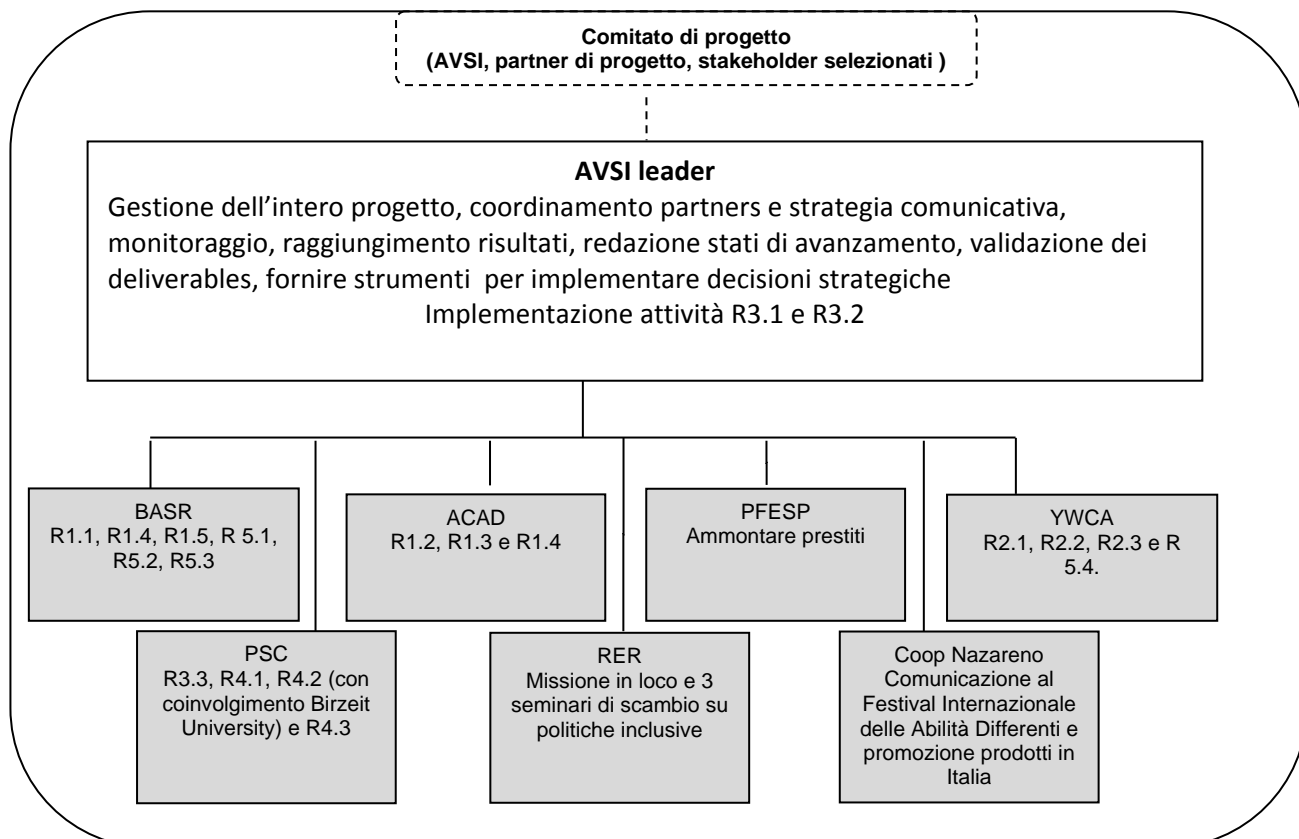 Comitato di progetto
(AVSI, partner di progetto, stakeholder selezionati )
AVSI leader
Gestione dell’intero progetto, coordinamento partners e strategia comunicativa,
monitoraggio, raggiungimento risultati, redazione stati di avanzamento, validazione dei
deliverables, fornire strumenti  per implementare decisioni strategiche
Implementazione attività R3.1 e R3.2
BASR
R1.1, R1.4, R1.5, R 5.1,
R5.2, R5.3
ACAD
R1.2, R1.3 e R1.4
PFESP
Ammontare prestiti
YWCA
R2.1, R2.2, R2.3 e R
5.4.
PSC
R3.3, R4.1, R4.2 (con
coinvolgimento Birzeit
University) e R4.3
RER
Missione in loco e 3
seminari di scambio su
politiche inclusive
Coop Nazareno
Comunicazione al
Festival Internazionale
delle Abilità Differenti e
promozione prodotti in
Italia